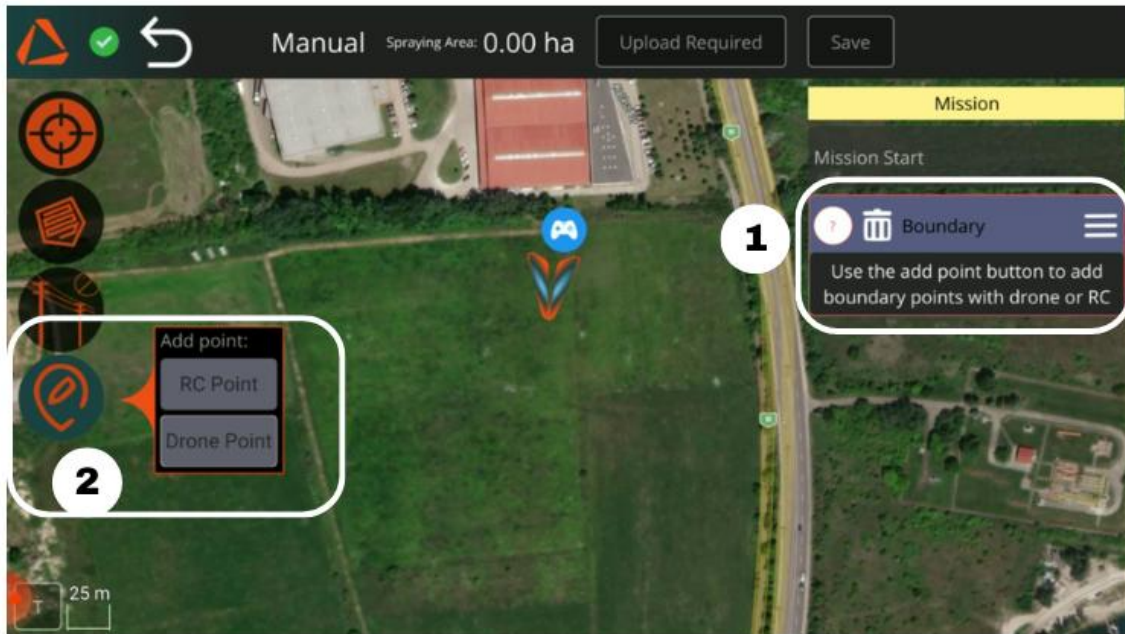 Manual Spraying Area: 0.00 ha Upload Required Save
Mission
Mission Start
1
? Boundary
Use the add point button to add
boundary points with drone or RC
Add point:
RC Point
Drone Point
2
T 25 m